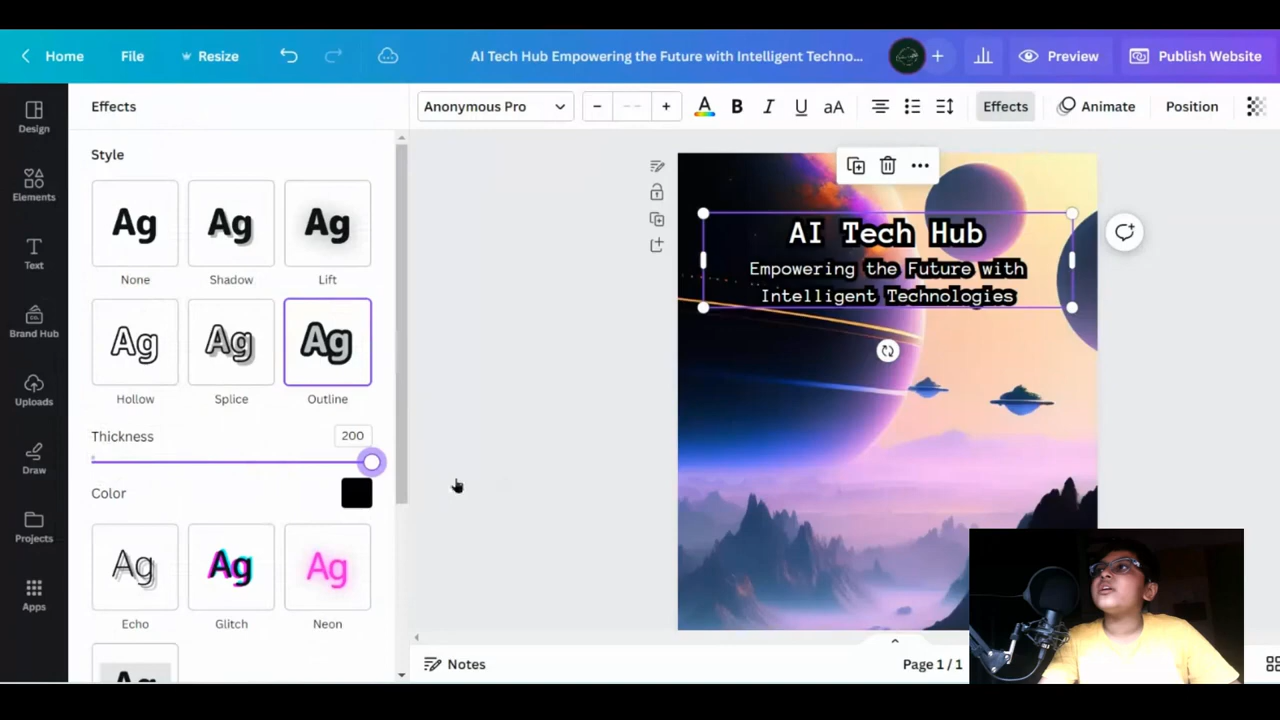 Home
File
Resize
AI Tech Hub Empowering the Future with Intelligent Techno...
Preview
Publish Website
Design
Elements
Text
Brand Hub
Uploads
Draw
Projects
Apps
Effects
Style
Ag
None
Ag
Shadow
Ag
Lift
Ag
Hollow
Ag
Splice
Ag
Outline
Thickness
200
Color
Ag
Echo
Ag
Glitch
Ag
Neon
Ag
Anonymous Pro
– -- +
A
B
I
U
aA
Effects
Animate
Position
AI Tech Hub
Empowering the Future with
Intelligent Technologies
Notes
Page 1 / 1